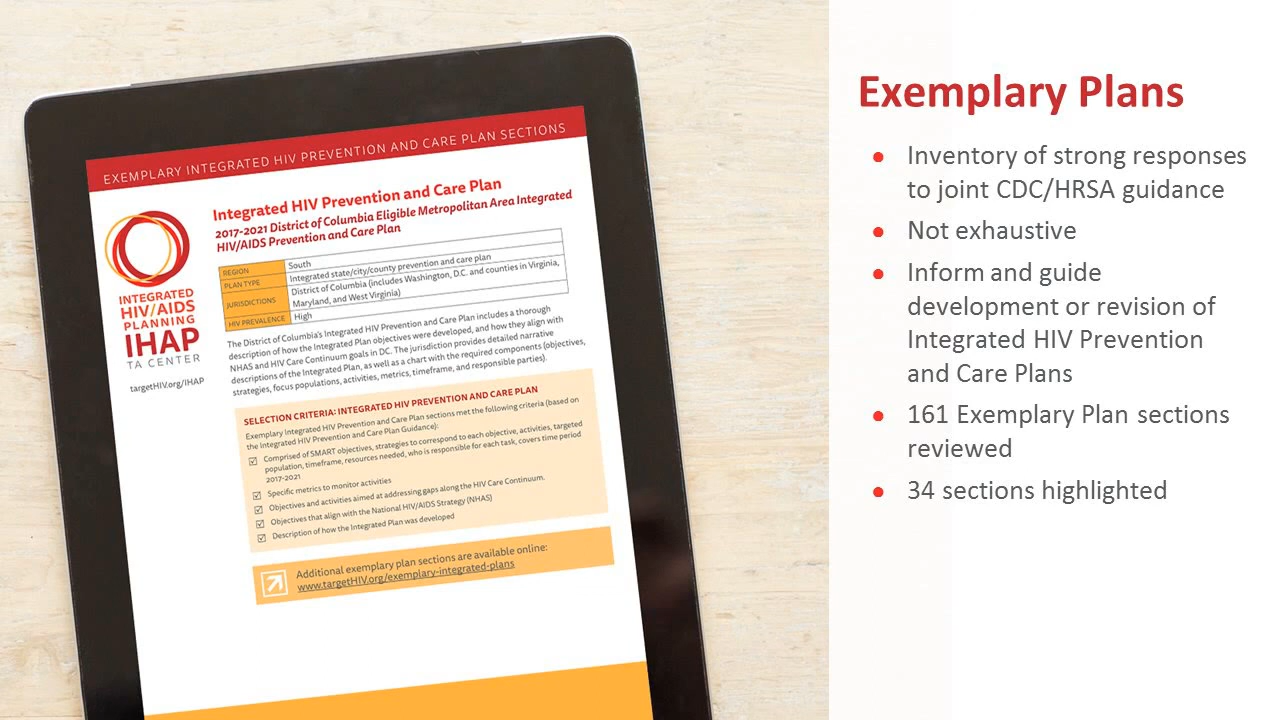 EXEMPLARY INTEGRATED HIV PREVENTION AND CARE PLAN SECTIONS
INTEGRATED
HIV/AIDS
PLANNING
IHAP
TA CENTER
targetHIV.org/IHAP
Integrated HIV Prevention and Care Plan
2017-2021 District of Columbia Eligible Metropolitan Area Integrated
HIV/AIDS Prevention and Care Plan
REGION South
PLAN TYPE Integrated state/city/county prevention and care plan
JURISDICTIONS District of Columbia (includes Washington, D.C. and counties in Virginia,
Maryland, and West Virginia)
HIV PREVALENCE High
The District of Columbia's Integrated HIV Prevention and Care Plan includes a thorough
description of how the Integrated Plan objectives were developed, and how they align with
NHAS and HIV Care Continuum goals in DC. The jurisdiction provides detailed narrative
descriptions of the Integrated Plan, as well as a chart with the required components (objectives,
strategies, focus populations, activities, metrics, timeframe, and responsible parties).
SELECTION CRITERIA: INTEGRATED HIV PREVENTION AND CARE PLAN
Exemplary Integrated HIV Prevention and Care Plan sections met the following criteria (based on
the Integrated HIV Prevention and Care Plan Guidance):
Comprised of SMART objectives, strategies to correspond to each objective, activities, targeted
population, timeframe, resources needed, who is responsible for each task, covers time period
2017-2021
Specific metrics to monitor activities
Objectives and activities aimed at addressing gaps along the HIV Care Continuum.
Objectives that align with the National HIV/AIDS Strategy (NHAS)
Description of how the Integrated Plan was developed
Additional exemplary plan sections are available online:
www.targetHIV.org/exemplary-integrated-plans
Exemplary Plans
• Inventory of strong responses
to joint CDC/HRSA guidance
• Not exhaustive
• Inform and guide
development or revision of
Integrated HIV Prevention
and Care Plans
• 161 Exemplary Plan sections
reviewed
• 34 sections highlighted